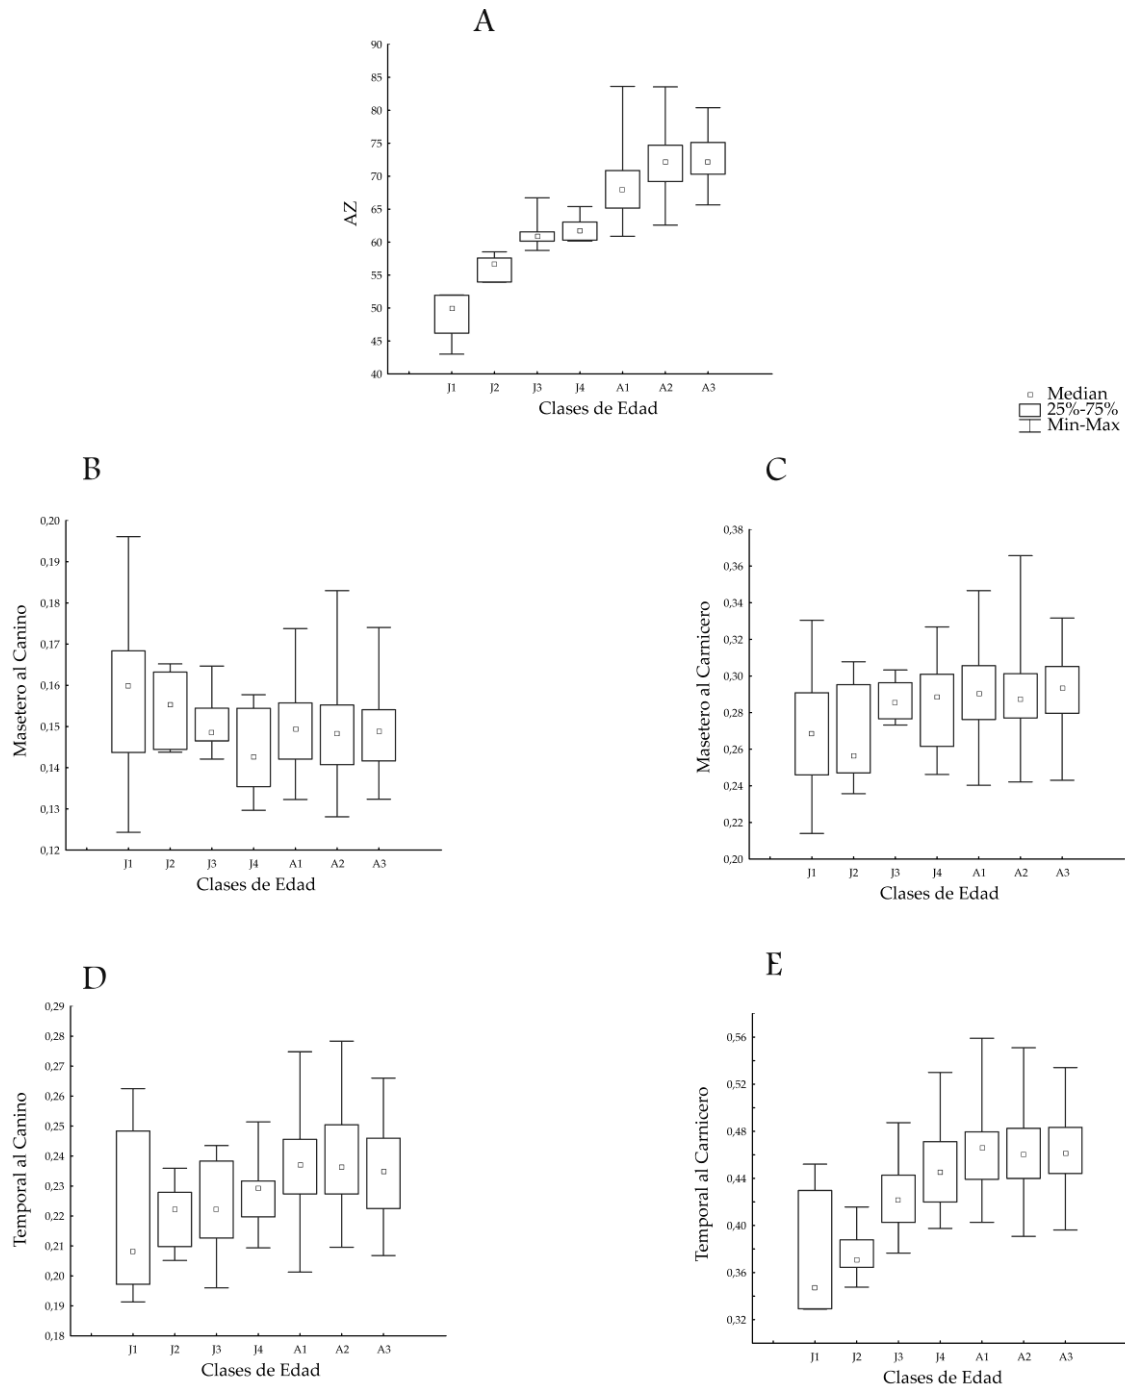 A
90
85
80
75
70
65
60
55
50
45
40
AZ
J1 J2 J3 J4 A1 A2 A3
Clases de Edad
Median
25%-75%
Min-Max
B
0,20
0,19
0,18
0,17
0,16
0,15
0,14
0,13
0,12
Masetero al Canino
J1 J2 J3 J4 A1 A2 A3
Clases de Edad
C
0,38
0,36
0,34
0,32
0,30
0,28
0,26
0,24
0,22
0,20
Masetero al Carnicero
J1 J2 J3 J4 A1 A2 A3
Clases de Edad
D
0,29
0,28
0,27
0,26
0,25
0,24
0,23
0,22
0,21
0,20
0,19
0,18
Temporal al Canino
J1 J2 J3 J4 A1 A2 A3
Clases de Edad
E
0,56
0,52
0,48
0,44
0,40
0,36
0,32
Temporal al Carnicero
J1 J2 J3 J4 A1 A2 A3
Clases de Edad